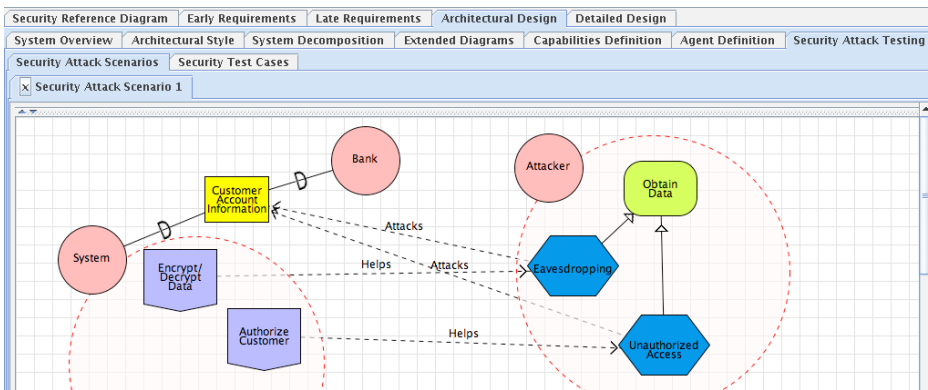 Security Reference Diagram Early Requirements Late Requirements Architectural Design Detailed Design
System Overview Architectural Style System Decomposition Extended Diagrams Capabilities Definition Agent Definition Security Attack Testing
Security Attack Scenarios Security Test Cases
x Security Attack Scenario 1
Bank
Attacker
Customer
Account
Information
Obtain
Data
D
D
Attacks
System
Encrypt/
Decrypt
Data
Helps
Attacks
Eavesdropping
Authorize
Customer
Helps
Unauthorized
Access